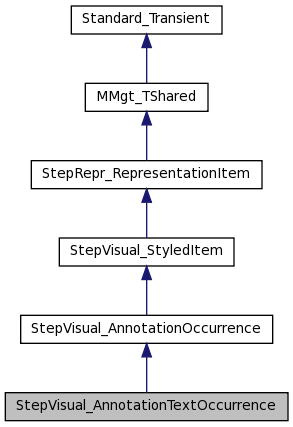 Standard_Transient
MMgt_TShared
StepRepr_RepresentationItem
StepVisual_StyledItem
StepVisual_AnnotationOccurrence
StepVisual_AnnotationTextOccurrence